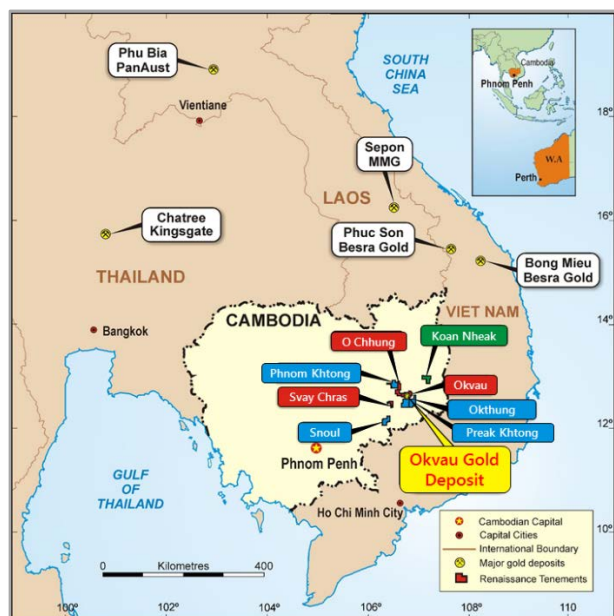 Phu Bia
PanAust
SOUTH
CHINA
SEA
Cambodia
Phnom Penh
W.A
Perth
Vientiane
18°
Sepon
MMG
LAOS
Chatree
Kingsgate
Phuc Son
Besra Gold
16°
Bong Mieu
Besra Gold
THAILAND
VIET NAM
14°
CAMBODIA
Bangkok
O Chhung
Koan Nheak
Phnom Khtong
Okvau
Svay Chras
Okthung
Snoul
Preak Khtong
12°
Phnom Penh
Okvau Gold
Deposit
GULF
OF
THAILAND
Ho Chi Minh City
10°
Cambodian Capital
Capital Cities
International Boundary
Major gold deposits
Renaissance Tenements
Kilometres
0 200 400
100° 102° 104° 106° 108° 110°